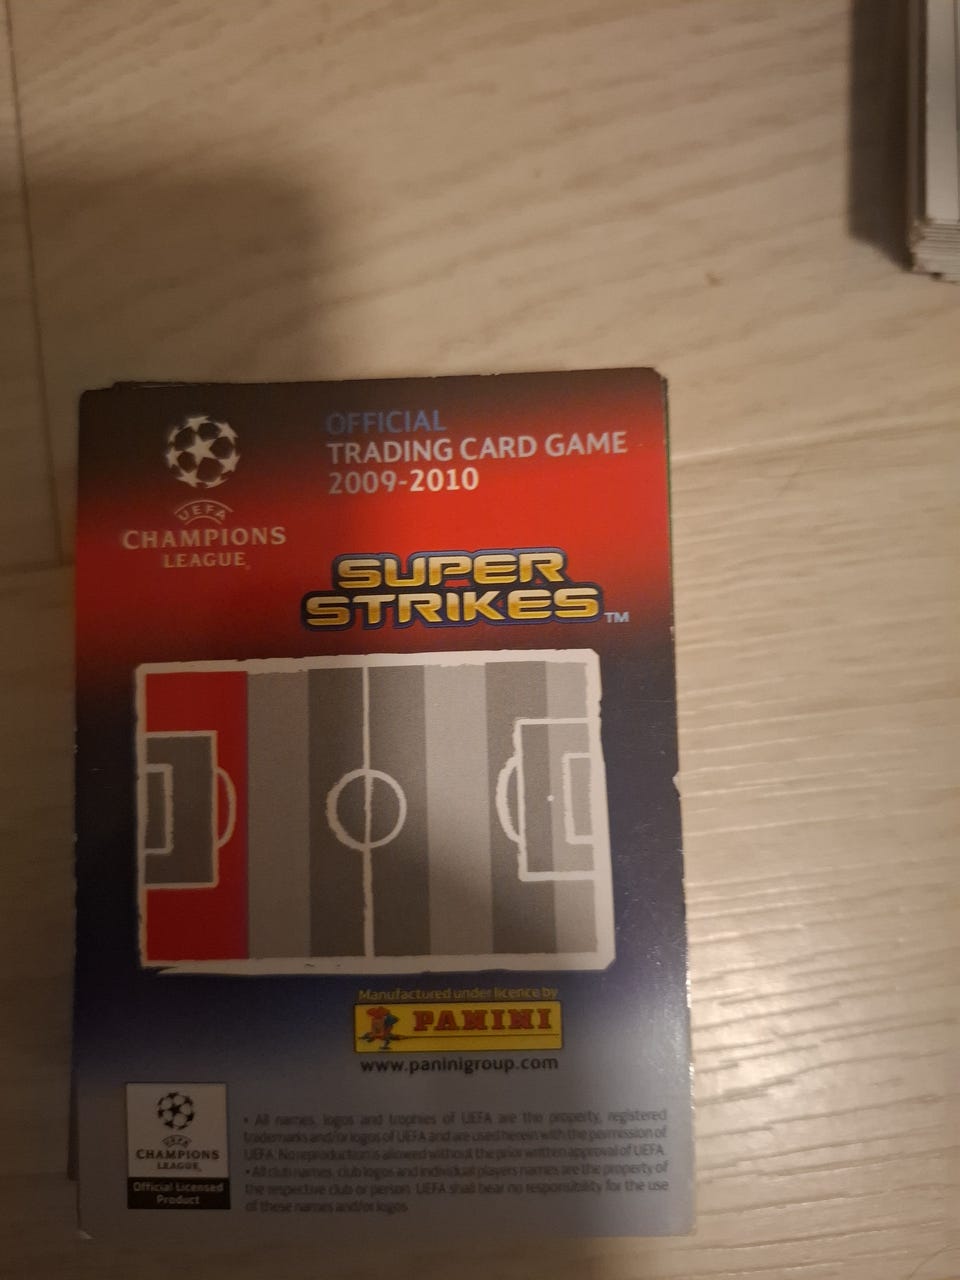 OFFICIAL
TRADING CARD GAME
2009-2010
UEFA
CHAMPIONS
LEAGUE®
SUPER
STRIKES™
Manufactured under licence by
PANINI
www.paninigroup.com
UEFA
CHAMPIONS
LEAGUE®
Official Licensed
Product
• All names, logos and trophies of UEFA are the property, registered
trademarks and/or logos of UEFA and are used herein with the permission of
UEFA. No reproduction is allowed without the prior written approval of UEFA.
• All club names, club logos and individual players names are the property of
the respective club or person. UEFA shall bear no responsibility for the use
of these names and/or logos